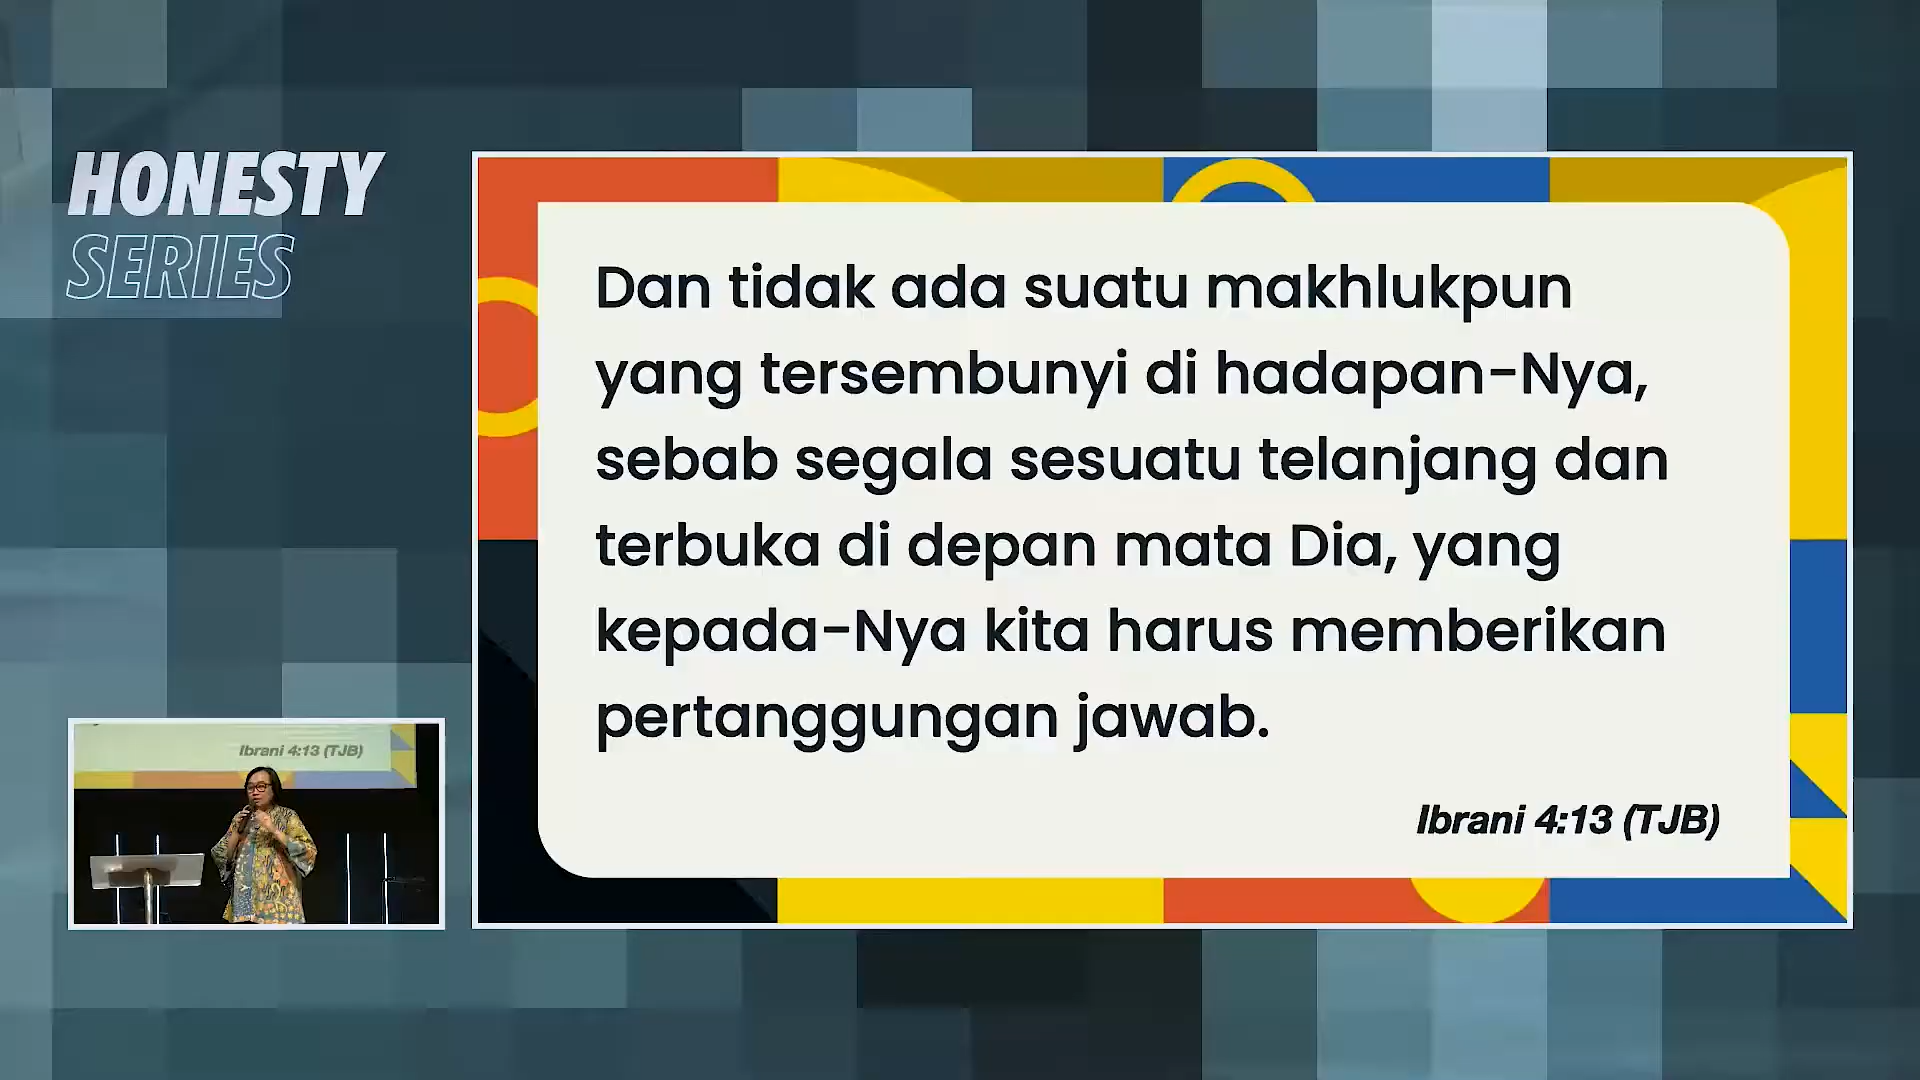 HONESTY
SERIES
Dan tidak ada suatu makhlukpun
yang tersembunyi di hadapan-Nya,
sebab segala sesuatu telanjang dan
terbuka di depan mata Dia, yang
kepada-Nya kita harus memberikan
pertanggungan jawab.
Ibrani 4:13 (TJB)
Ibrani 4:13 (TJB)